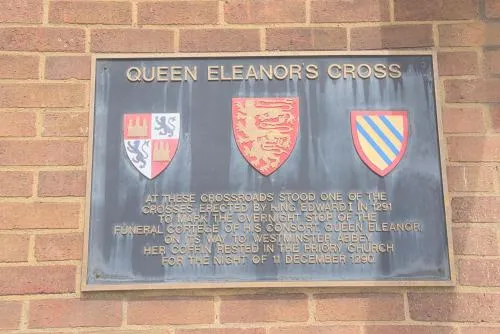 QUEEN ELEANOR'S CROSS
AT THESE CROSSROADS STOOD ONE OF THE
CROSSES ERECTED BY KING EDWARD I IN 1291
TO MARK THE OVERNIGHT STOP OF THE
FUNERAL CORTEGE OF HIS CONSORT, QUEEN ELEANOR,
ON ITS WAY TO WESTMINSTER ABBEY
HER COFFIN RESTED IN THE PRIORY CHURCH
FOR THE NIGHT OF 11 DECEMBER 1290